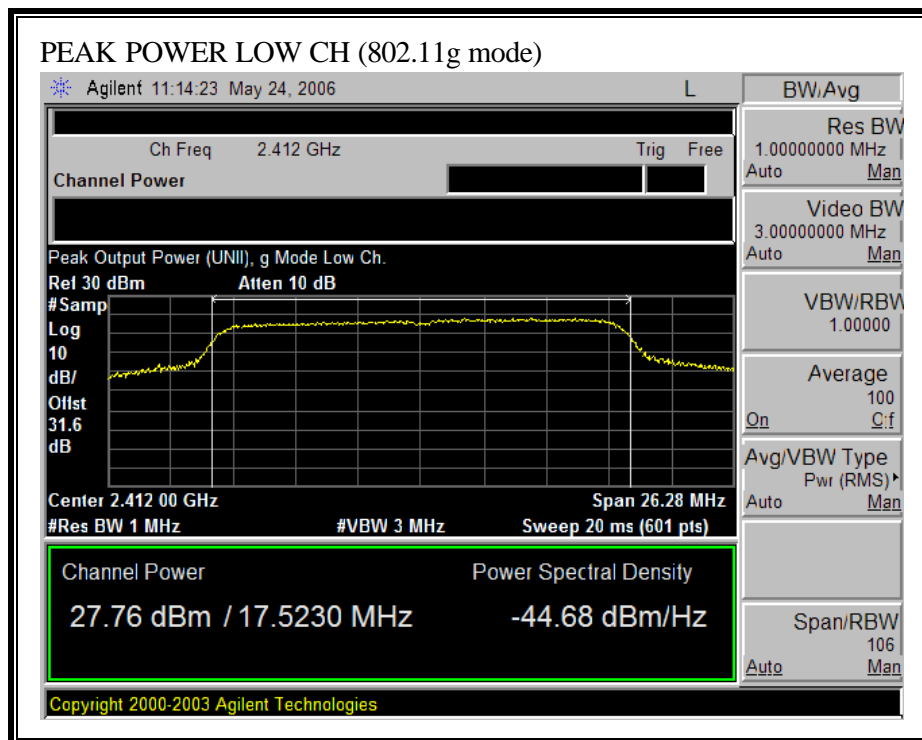 PEAK POWER LOW CH (802.11g mode)
Agilent 11:14:23 May 24, 2006 L
BW/Avg
Ch Freq 2.412 GHz Trig Free
Channel Power
Peak Output Power (UNII), g Mode Low Ch.
Ref 30 dBm Atten 10 dB
#Samp
Log
10
dB/
Offst
31.6
dB
Center 2.412 00 GHz Span 26.28 MHz
#Res BW 1 MHz #VBW 3 MHz Sweep 20 ms (601 pts)
Channel Power Power Spectral Density
27.76 dBm / 17.5230 MHz -44.68 dBm/Hz
Copyright 2000-2003 Agilent Technologies
Res BW
1.00000000 MHz
Auto Man
Video BW
3.00000000 MHz
Auto Man
VBW/RBW
1.00000
Average
100
On Off
Avg/VBW Type
Pwr (RMS)
Auto Man
Span/RBW
106
Auto Man